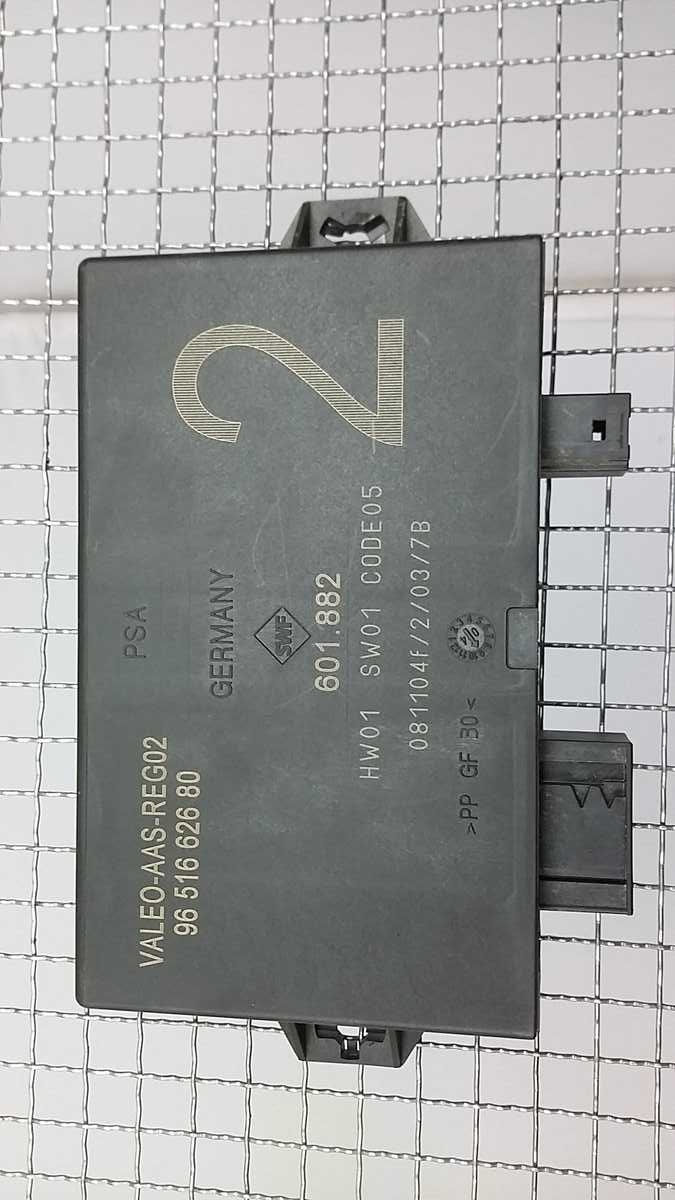 VALEO-AAS-REG02
96 516 626 80
PSA
GERMANY
SWF
2
601.882
HW01 SW01 CODE05
081104f/2/03/7B
>PP GF 30<